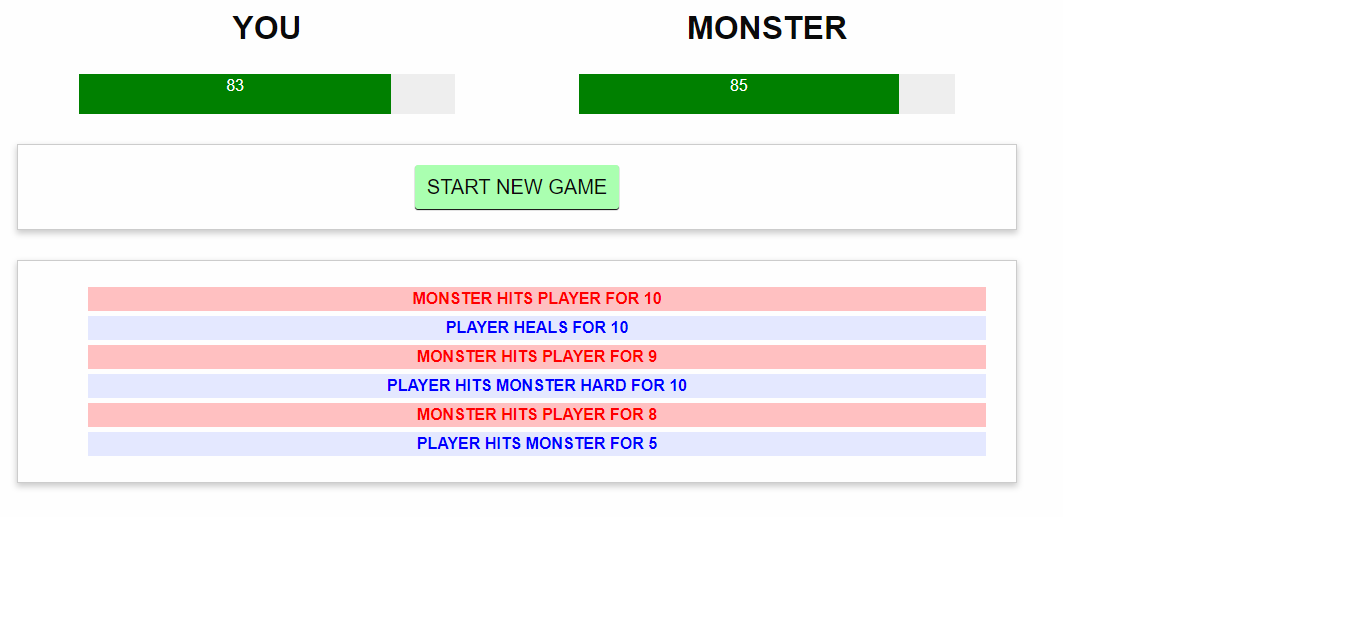 YOU
MONSTER
83
85
START NEW GAME
MONSTER HITS PLAYER FOR 10
PLAYER HEALS FOR 10
MONSTER HITS PLAYER FOR 9
PLAYER HITS MONSTER HARD FOR 10
MONSTER HITS PLAYER FOR 8
PLAYER HITS MONSTER FOR 5